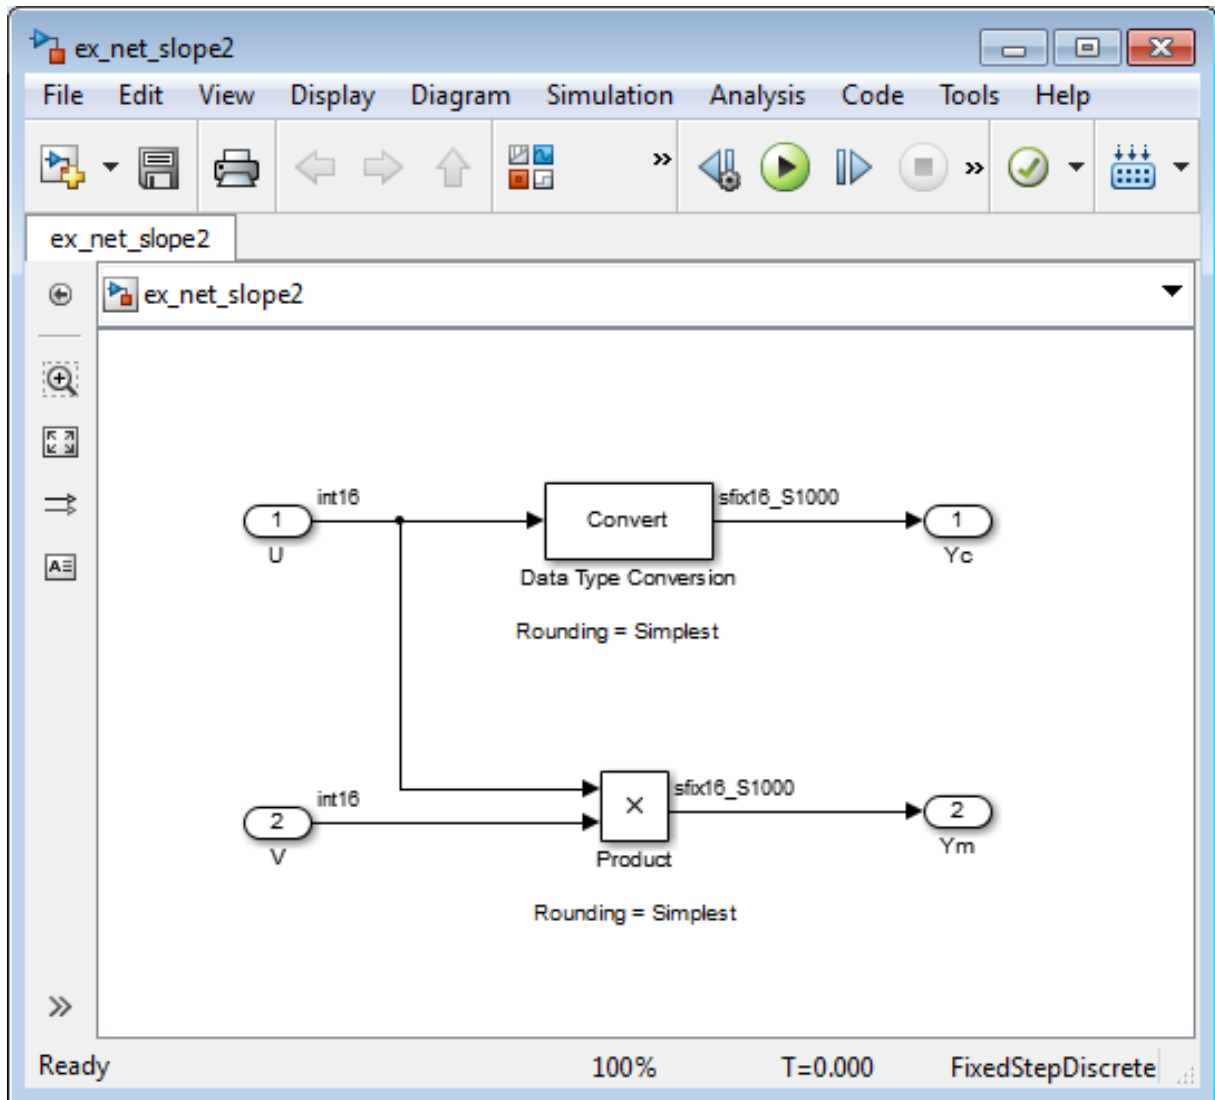 ex_net_slope2
File Edit View Display Diagram Simulation Analysis Code Tools Help
ex_net_slope2
ex_net_slope2
int16
1
U
Convert
sfix16_S1000
1
Yc
Data Type Conversion
Rounding = Simplest
int16
2
V
×
sfix16_S1000
2
Ym
Product
Rounding = Simplest
Ready 100% T=0.000 FixedStepDiscrete